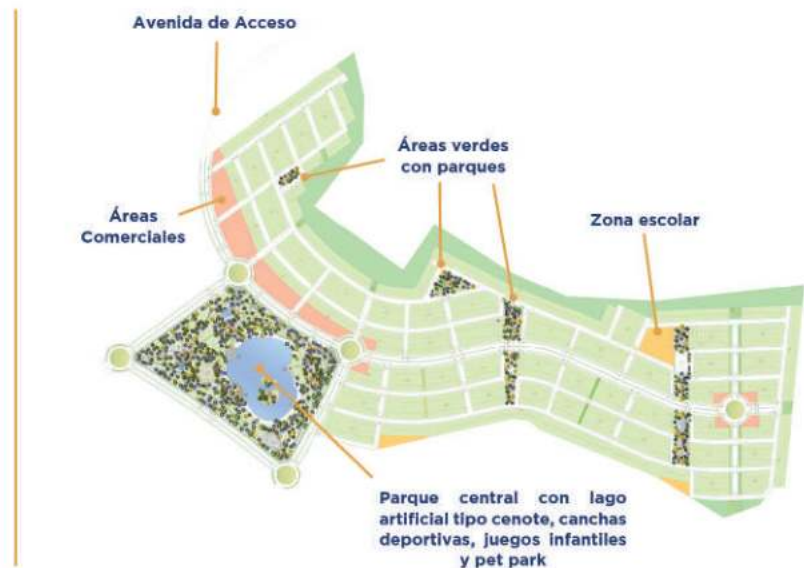 Avenida de Acceso
Áreas verdes
con parques
Áreas
Comerciales
Zona escolar
Parque central con lago
artificial tipo cenote, canchas
deportivas, juegos infantiles
y pet park